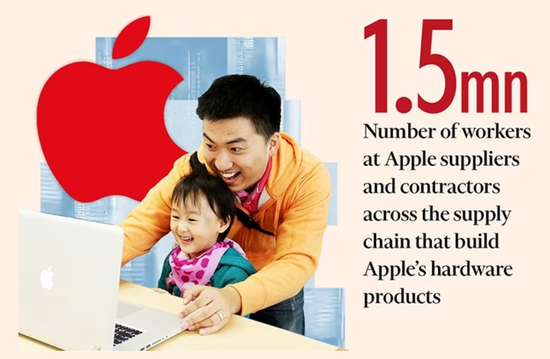 1.5mn
Number of workers
at Apple suppliers
and contractors
across the supply
chain that build
Apple's hardware
products